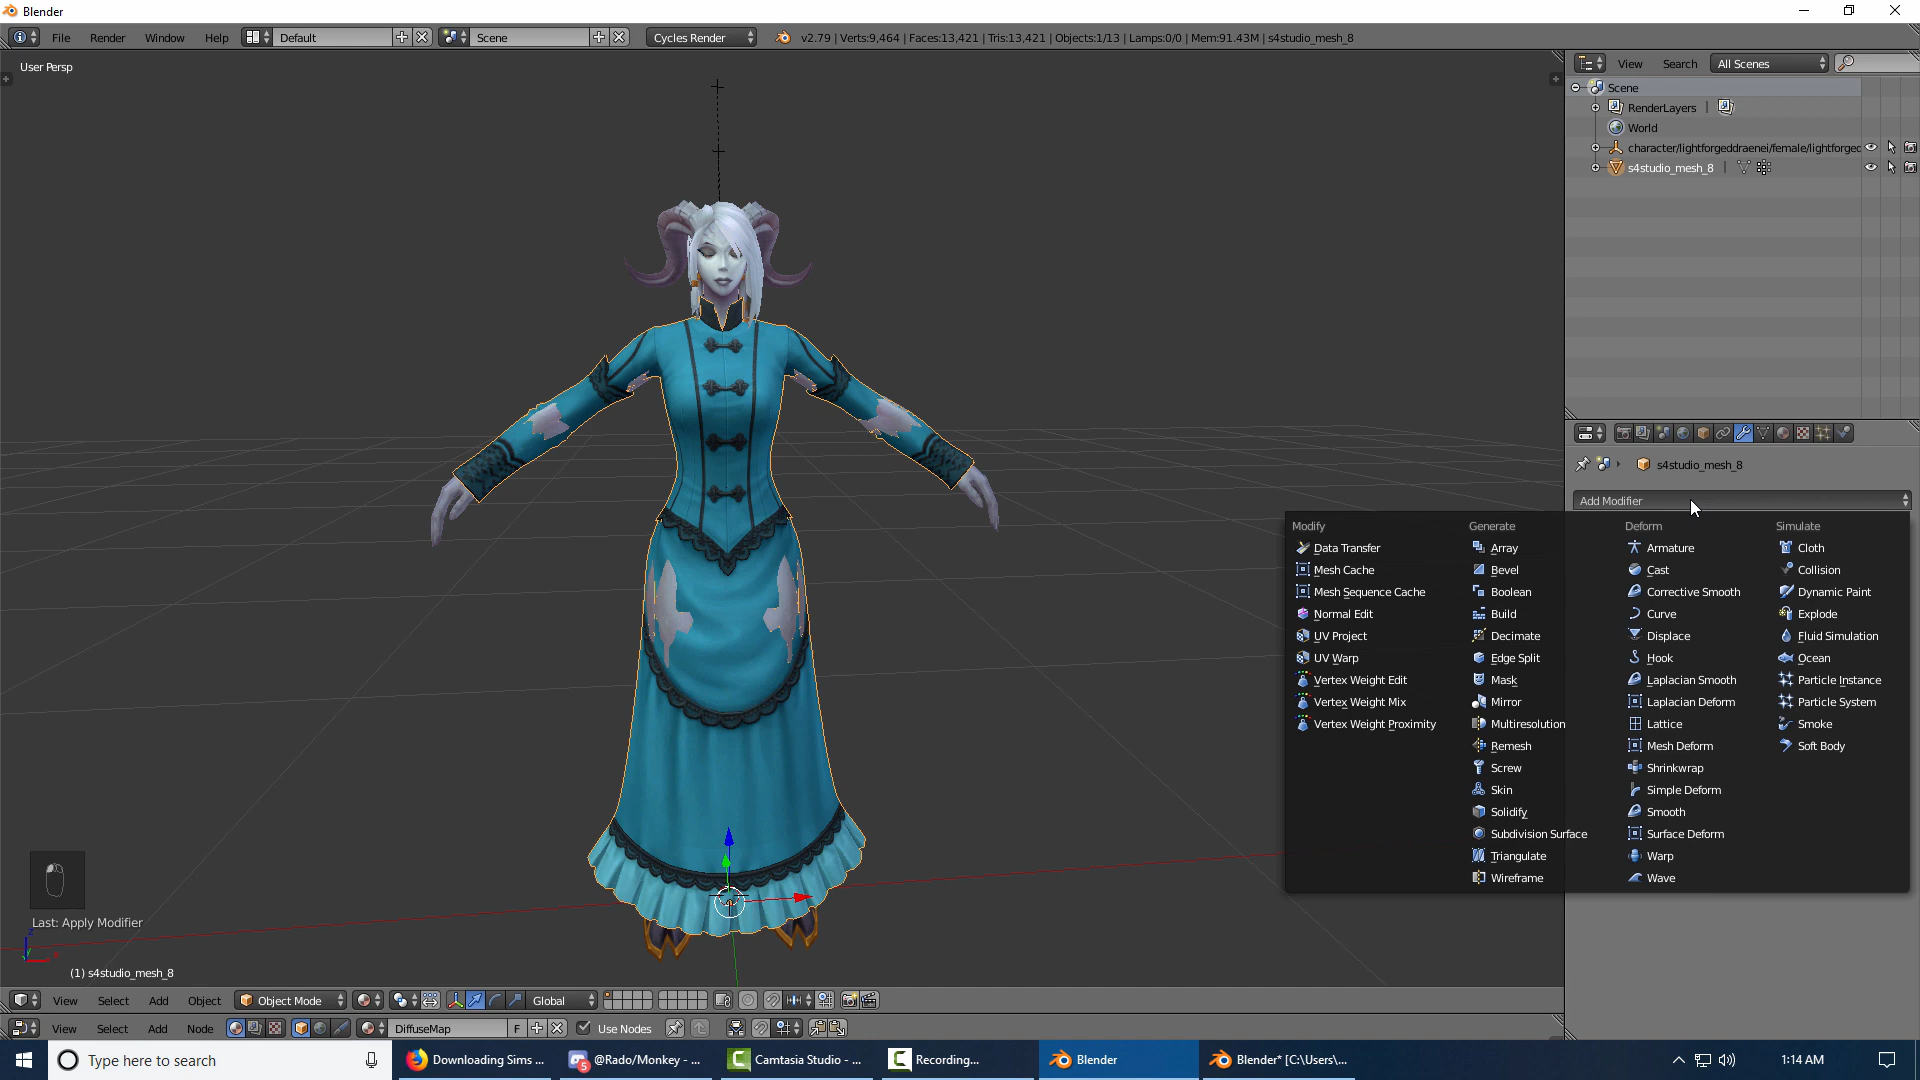 Blender
File Render Window Help Default Scene Cycles Render v2.79 | Verts:9,464 | Faces:13,421 | Tris:13,421 | Objects:1/13 | Lamps:0/0 | Mem:91.43M | s4studio_mesh_8
User Persp
View Search All Scenes
Scene
RenderLayers |
World
character/lightforgeddraenei/female/lightforged
s4studio_mesh_8 |
s4studio_mesh_8
Add Modifier
Modify Generate Deform Simulate
Data Transfer Array Armature Cloth
Mesh Cache Bevel Cast Collision
Mesh Sequence Cache Boolean Corrective Smooth Dynamic Paint
Normal Edit Build Curve Explode
UV Project Decimate Displace Fluid Simulation
UV Warp Edge Split Hook Ocean
Vertex Weight Edit Mask Laplacian Smooth Particle Instance
Vertex Weight Mix Mirror Laplacian Deform Particle System
Vertex Weight Proximity Multiresolution Lattice Smoke
Remesh Mesh Deform Soft Body
Screw Shrinkwrap
Skin Simple Deform
Solidify Smooth
Subdivision Surface Surface Deform
Triangulate Warp
Wireframe Wave
Last: Apply Modifier
(1) s4studio_mesh_8
View Select Add Object Object Mode Global
View Select Add Node DiffuseMap F Use Nodes
Type here to search Downloading Sims ... @Rado/Monkey - ... Camtasia Studio - ... Recording... Blender Blender* [C:\Users\... 1:14 AM